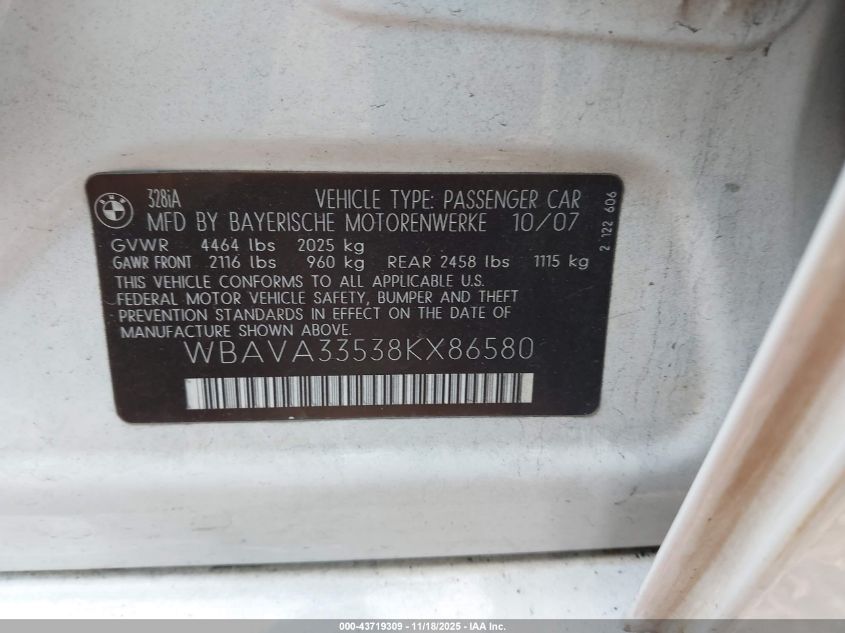 BMW
328iA VEHICLE TYPE: PASSENGER CAR
MFD BY BAYERISCHE MOTORENWERKE 10/07
GVWR 4464 lbs 2025 kg
GAWR FRONT 2116 lbs 960 kg REAR 2458 lbs 1115 kg
THIS VEHICLE CONFORMS TO ALL APPLICABLE U.S.
FEDERAL MOTOR VEHICLE SAFETY, BUMPER AND THEFT
PREVENTION STANDARDS IN EFFECT ON THE DATE OF
MANUFACTURE SHOWN ABOVE.
WBAVA33538KX86580
2 122 606
000-43719309 - 11/18/2025 - IAA Inc.